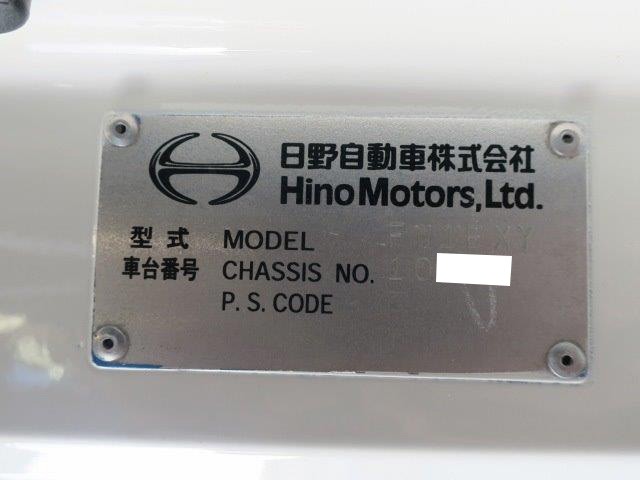 日野自動車株式会社
Hino Motors, Ltd.
型式 MODEL
車台番号 CHASSIS NO. 10
P.S.CODE